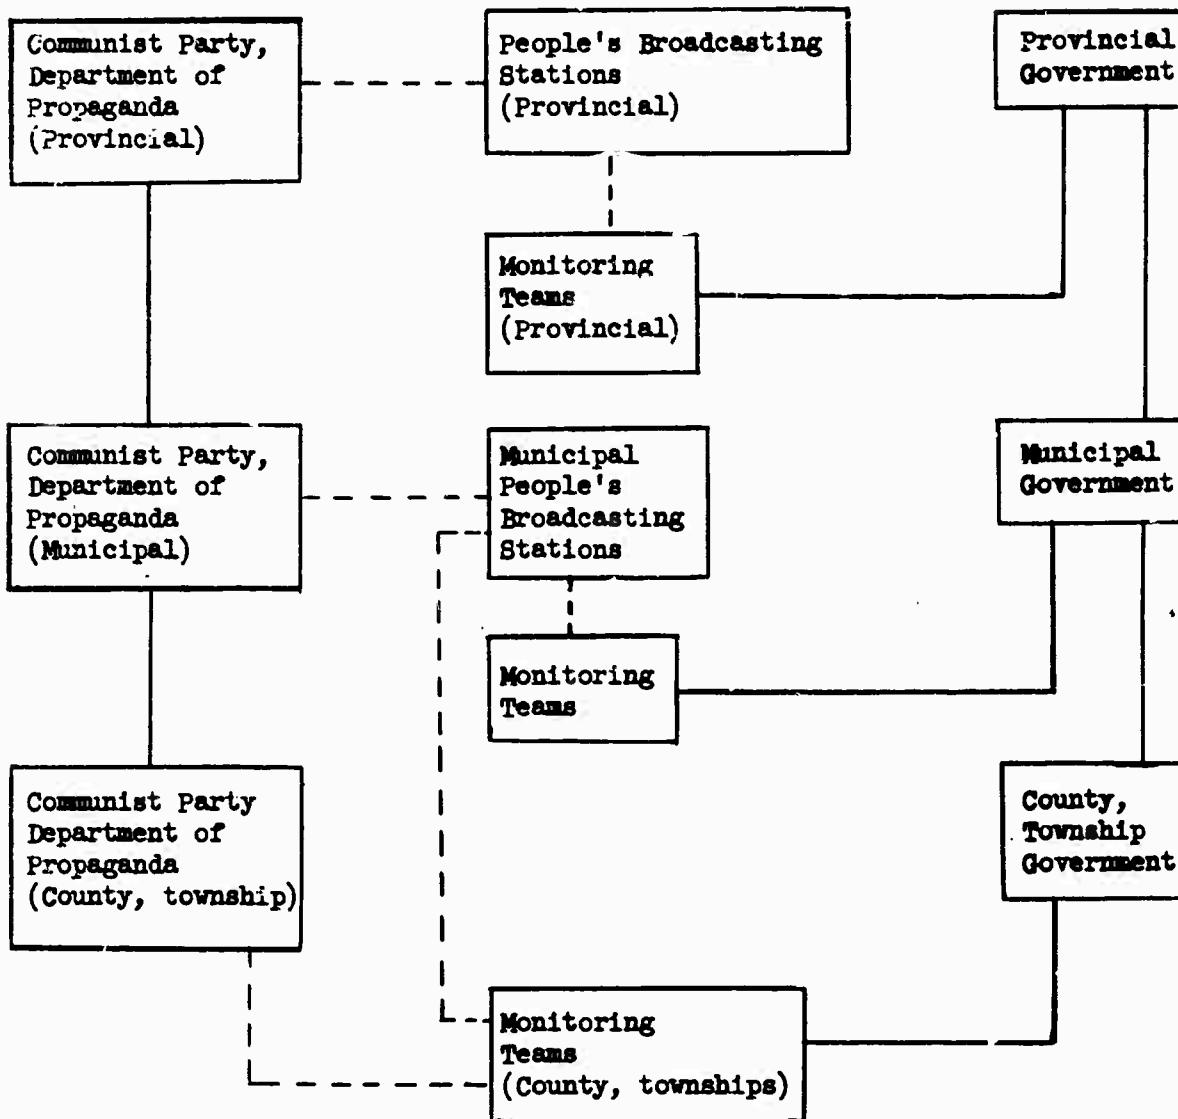 Communist Party,
Department of
Propaganda
(Provincial)
People's Broadcasting
Stations
(Provincial)
Provincial
Government
Monitoring
Teams
(Provincial)
Communist Party,
Department of
Propaganda
(Municipal)
Municipal
People's
Broadcasting
Stations
Municipal
Government
Monitoring
Teams
Communist Party
Department of
Propaganda
(County, township)
County,
Township
Government
Monitoring
Teams
(County, townships)